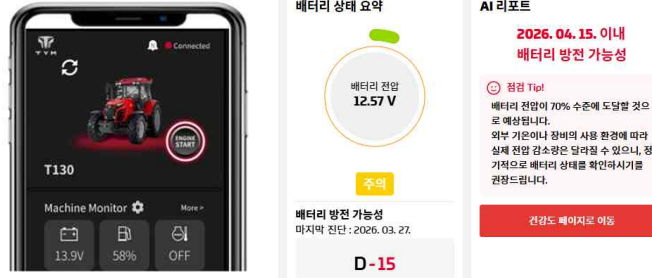 TYM
Connected
ENGINE
START
T130
Machine Monitor
More >
13.9V
58%
OFF
배터리 상태 요약
배터리 전압
12.57 V
주의
배터리 방전 가능성
마지막 진단 : 2026. 03. 27.
D-15
AI 리포트
2026. 04. 15. 이내
배터리 방전 가능성
점검 Tip!
배터리 전압이 70% 수준에 도달할 것으
로 예상됩니다.
외부 기온이나 장비의 사용 환경에 따라
실제 전압 감소량은 달라질 수 있으니, 정
기적으로 배터리 상태를 확인하시기를
권장드립니다.
건강도 페이지로 이동